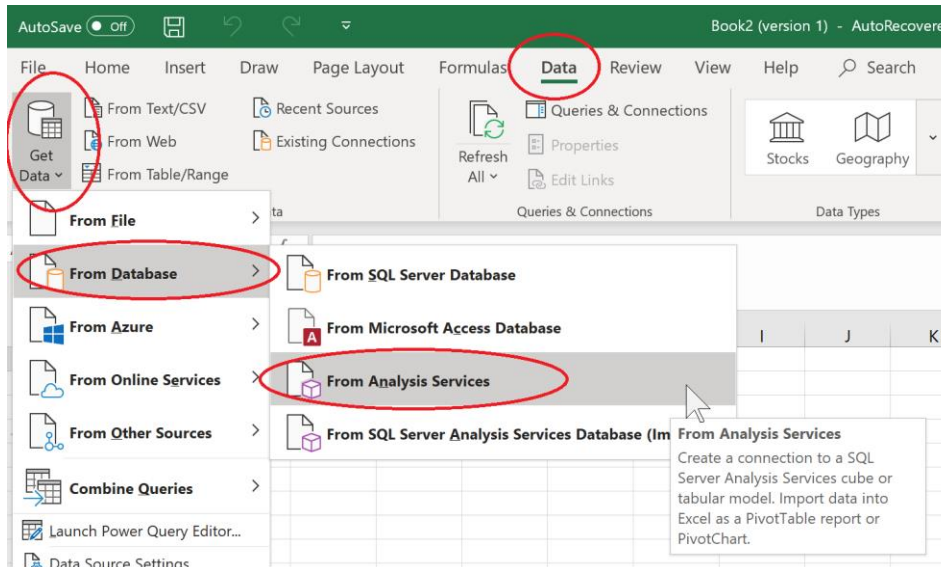 AutoSave Off Book2 (version 1) - AutoRecovere
File Home Insert Draw Page Layout Formulas Data Review View Help Search
Get Data
From Text/CSV
From Web
From Table/Range
Recent Sources
Existing Connections
Refresh All
Queries & Connections
Properties
Edit Links
Stocks
Geography
ta
Queries & Connections
Data Types
From File
From Database
From Azure
From Online Services
From Other Sources
Combine Queries
Launch Power Query Editor...
Data Source Settings
From SQL Server Database
From Microsoft Access Database
From Analysis Services
From SQL Server Analysis Services Database (Im
From Analysis Services
Create a connection to a SQL
Server Analysis Services cube or
tabular model. Import data into
Excel as a PivotTable report or
PivotChart.
I J K